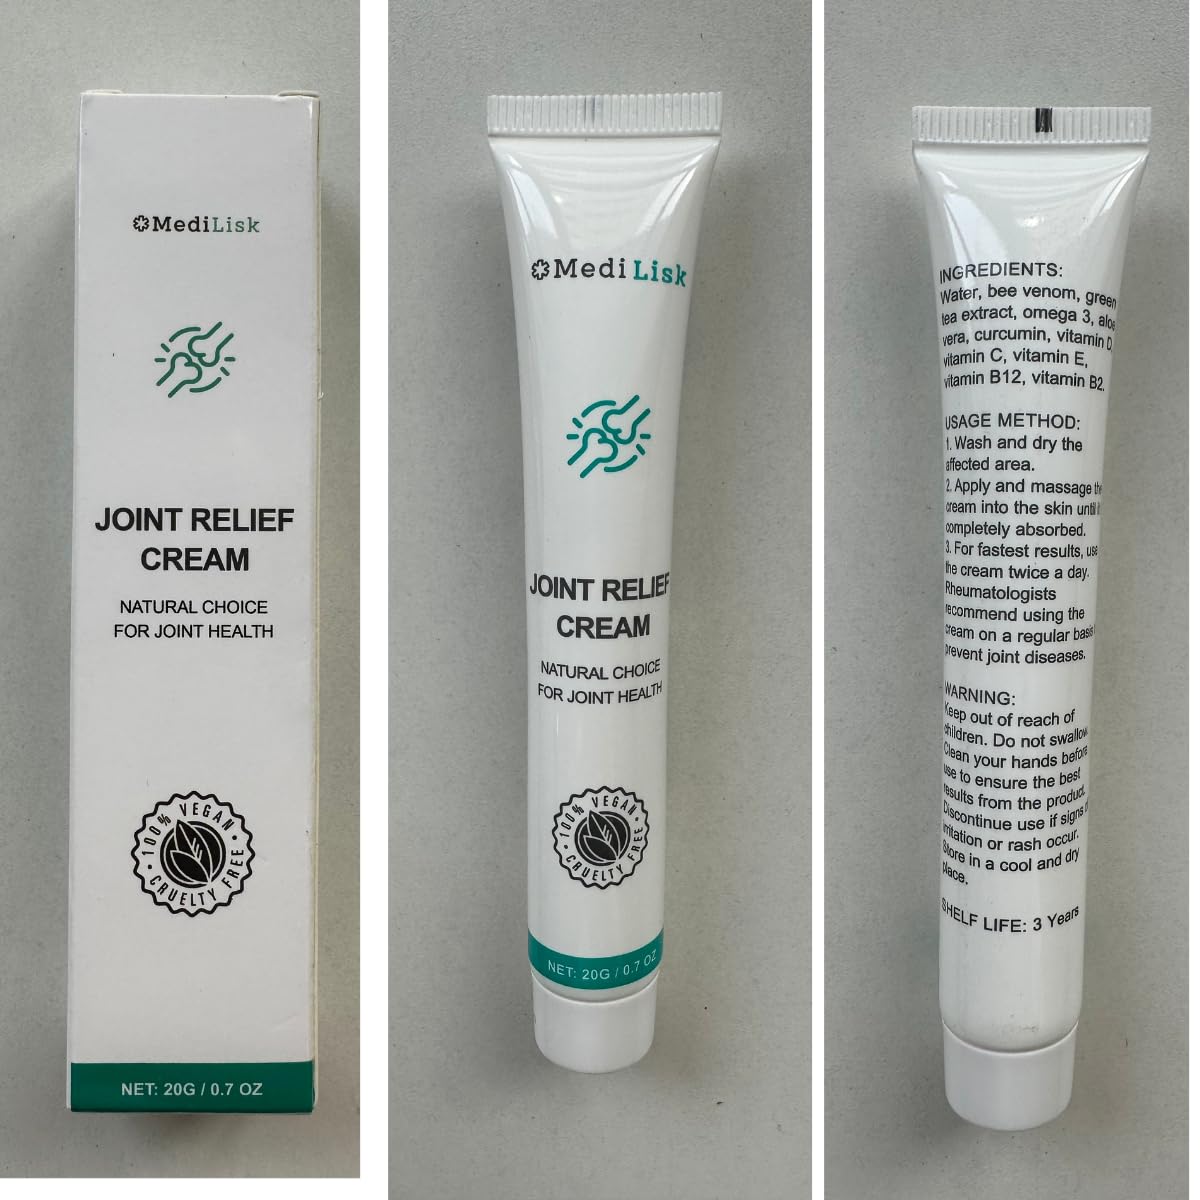 MediLisk
JOINT RELIEF
CREAM
NATURAL CHOICE
FOR JOINT HEALTH
100% VEGAN
CRUELTY FREE
NET: 20G / 0.7 OZ
MediLisk
JOINT RELIEF
CREAM
NATURAL CHOICE
FOR JOINT HEALTH
100% VEGAN
CRUELTY FREE
NET: 20G / 0.7 OZ
INGREDIENTS:
Water, bee venom, green
tea extract, omega 3, aloe
vera, curcumin, vitamin D,
vitamin C, vitamin E,
vitamin B12, vitamin B2.
USAGE METHOD:
1. Wash and dry the
affected area.
2. Apply and massage the
cream into the skin until it
completely absorbed.
3. For fastest results, use
the cream twice a day.
Rheumatologists
recommend using the
cream on a regular basis
prevent joint diseases.
WARNING:
Keep out of reach of
children. Do not swallow.
Clean your hands before
use to ensure the best
results from the product.
Discontinue use if signs
irritation or rash occur.
Store in a cool and dry
place.
SHELF LIFE: 3 Years